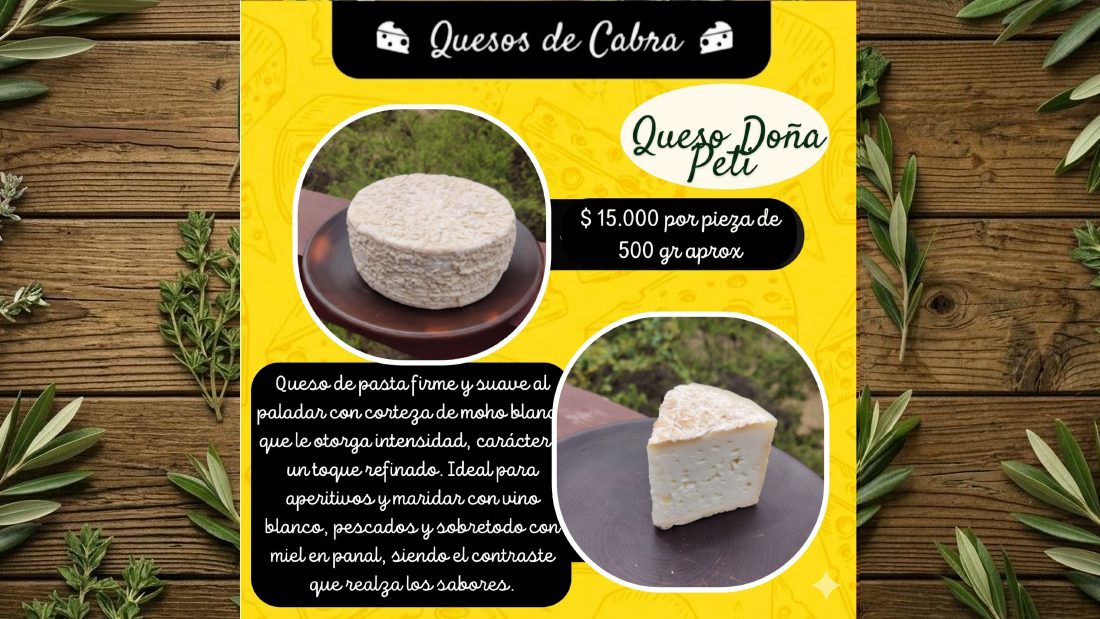 Quesos de Cabra
Queso Doña
Peti
$ 15.000 por pieza de
500 gr aprox
Queso de pasta firme y suave al
paladar con corteza de moho
que le otorga intensidad, carácter
un toque refinado. Ideal para
aperitivos y maridar con vino
blanco, pescados y sobretodo con
miel en panal, siendo el contraste
que realza los sabores.